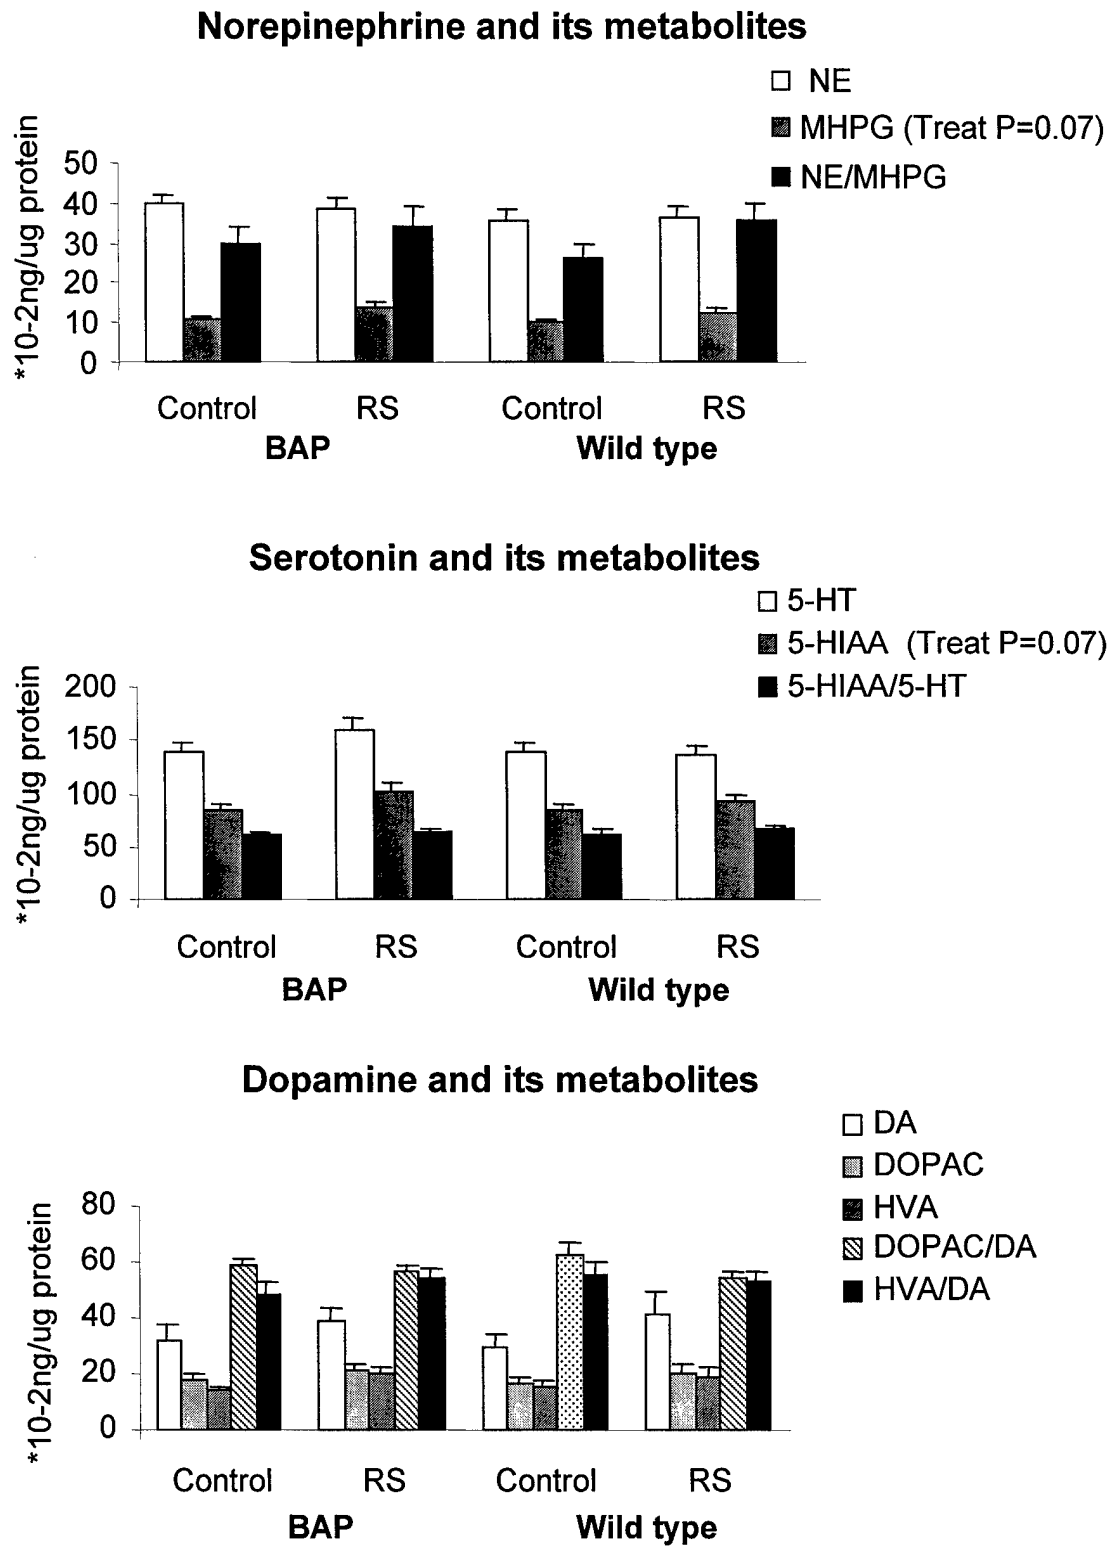 Norepinephrine and its metabolites
NE
MHPG (Treat P=0.07)
NE/MHPG
*10-2ng/ug protein
50
40
30
20
10
0
Control RS Control RS
BAP Wild type
Serotonin and its metabolites
5-HT
5-HIAA (Treat P=0.07)
5-HIAA/5-HT
*10-2ng/ug protein
200
150
100
50
0
Control RS Control RS
BAP Wild type
Dopamine and its metabolites
DA
DOPAC
HVA
DOPAC/DA
HVA/DA
*10-2ng/ug protein
80
60
40
20
0
Control RS Control RS
BAP Wild type